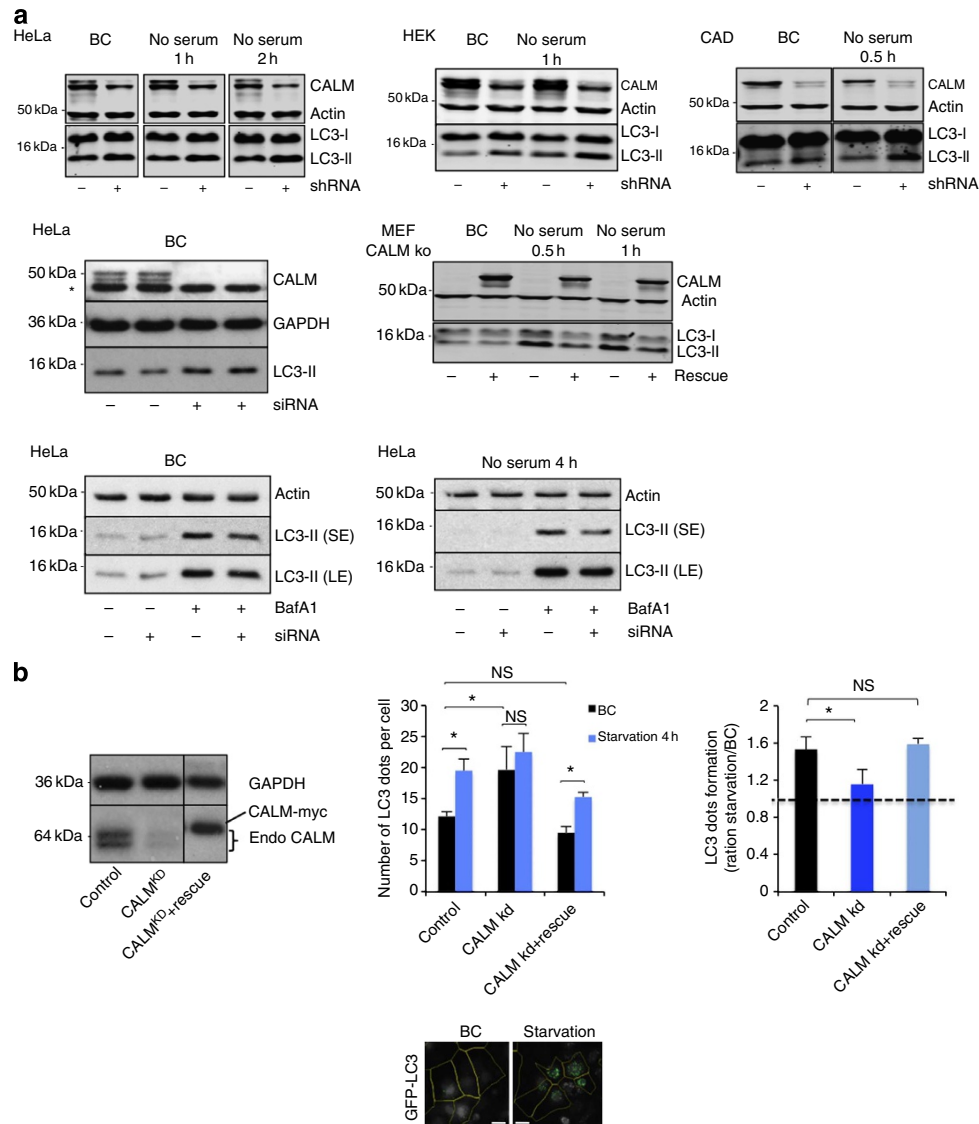 a
HeLa
BC
No serum
1 h
No serum
2 h
CALM
50 kDa
Actin
LC3-I
16 kDa
LC3-II
– + – + – + shRNA
HEK
BC
No serum
1 h
CALM
50 kDa
Actin
LC3-I
16 kDa
LC3-II
– + – + shRNA
CAD
BC
No serum
0.5 h
CALM
50 kDa
Actin
LC3-I
16 kDa
LC3-II
– + – + shRNA
HeLa
BC
50 kDa
*
CALM
36 kDa
GAPDH
16 kDa
LC3-II
– – + + siRNA
MEF
CALM ko
BC
No serum
0.5 h
No serum
1 h
CALM
50 kDa
Actin
16 kDa
LC3-I
LC3-II
– + – + – + Rescue
HeLa
BC
50 kDa
Actin
16 kDa
LC3-II (SE)
16 kDa
LC3-II (LE)
– – + + BafA1
– + – + siRNA
HeLa
No serum 4 h
50 kDa
Actin
16 kDa
LC3-II (SE)
16 kDa
LC3-II (LE)
– – + + BafA1
– + – + siRNA
b
36 kDa
GAPDH
CALM-myc
64 kDa
Endo CALM
Control
CALM^KD
CALM^KD+rescue
NS
*
NS
*
*
BC
Starvation 4 h
Number of LC3 dots per cell
30
25
20
15
10
5
0
Control
CALM kd
CALM kd+rescue
NS
*
LC3 dots formation
(ration starvation/BC)
2
1.6
1.2
0.8
0.4
0
Control
CALM kd
CALM kd+rescue
BC
Starvation
GFP-LC3